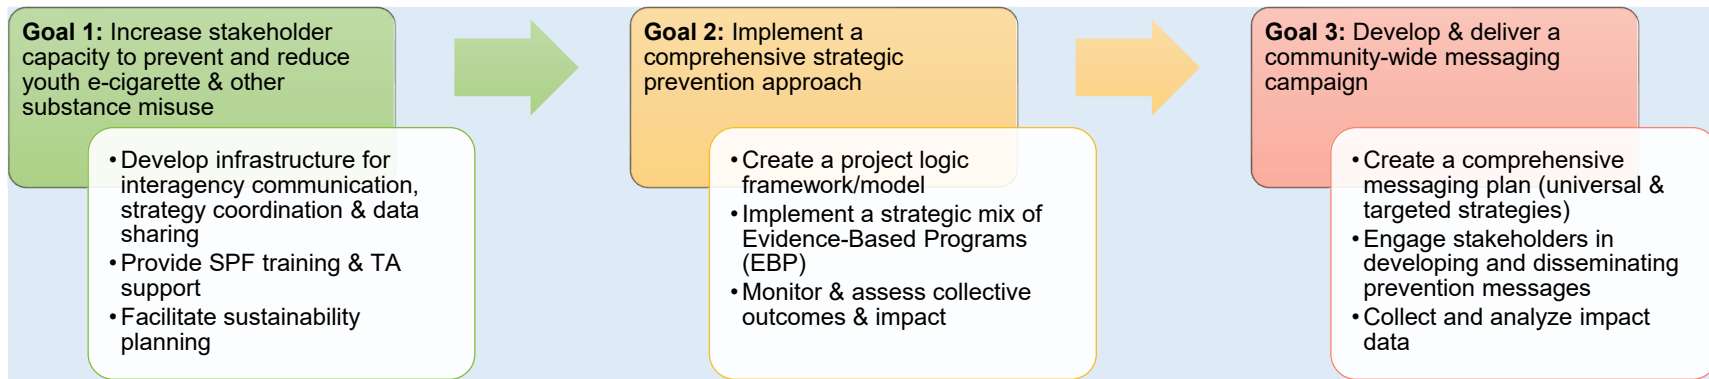 Goal 1: Increase stakeholder
capacity to prevent and reduce
youth e-cigarette & other
substance misuse
• Develop infrastructure for
interagency communication,
strategy coordination & data
sharing
• Provide SPF training & TA
support
• Facilitate sustainability
planning
Goal 2: Implement a
comprehensive strategic
prevention approach
• Create a project logic
framework/model
• Implement a strategic mix of
Evidence-Based Programs
(EBP)
• Monitor & assess collective
outcomes & impact
Goal 3: Develop & deliver a
community-wide messaging
campaign
• Create a comprehensive
messaging plan (universal &
targeted strategies)
• Engage stakeholders in
developing and disseminating
prevention messages
• Collect and analyze impact
data